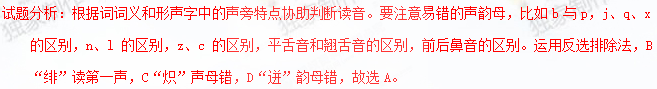 试题分析：根据词词义和形声字中的声旁特点协助判断读音。要注意易错的声韵母，比如 b 与 p，j、q、x
的区别，n、l 的区别，z、c 的区别，平舌音和翘舌音的区别，前后鼻音的区别。运用反选排除法，B
“绯”读第一声，C“炽”声母错，D“迸”韵母错，故选 A。